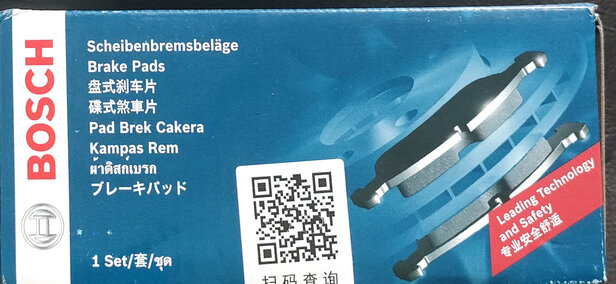 BOSCH
Scheibenbremsbeläge
Brake Pads
盘式刹车片
碟式煞車片
Pad Brek Cakera
Kampas Rem
ผ้าดิสก์เบรก
ブレーキパッド
1 Set/套/ชุด
扫码查询
Leading Technology
and Safety
专业安全舒适